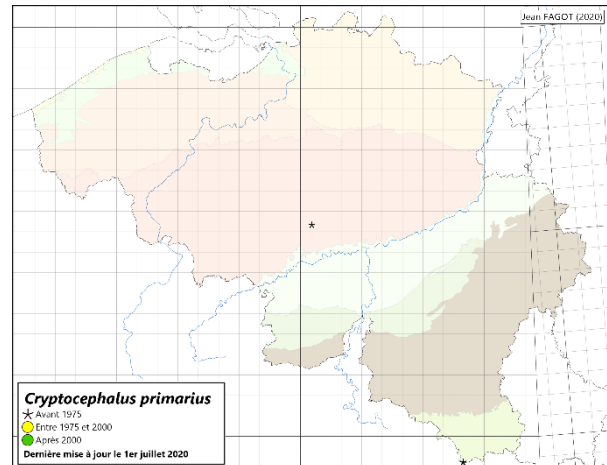 Jean FAGOT (2020)
Cryptocephalus primarius
Avant 1975
Entre 1975 et 2000
Après 2000
Dernière mise à jour le 1er juillet 2020